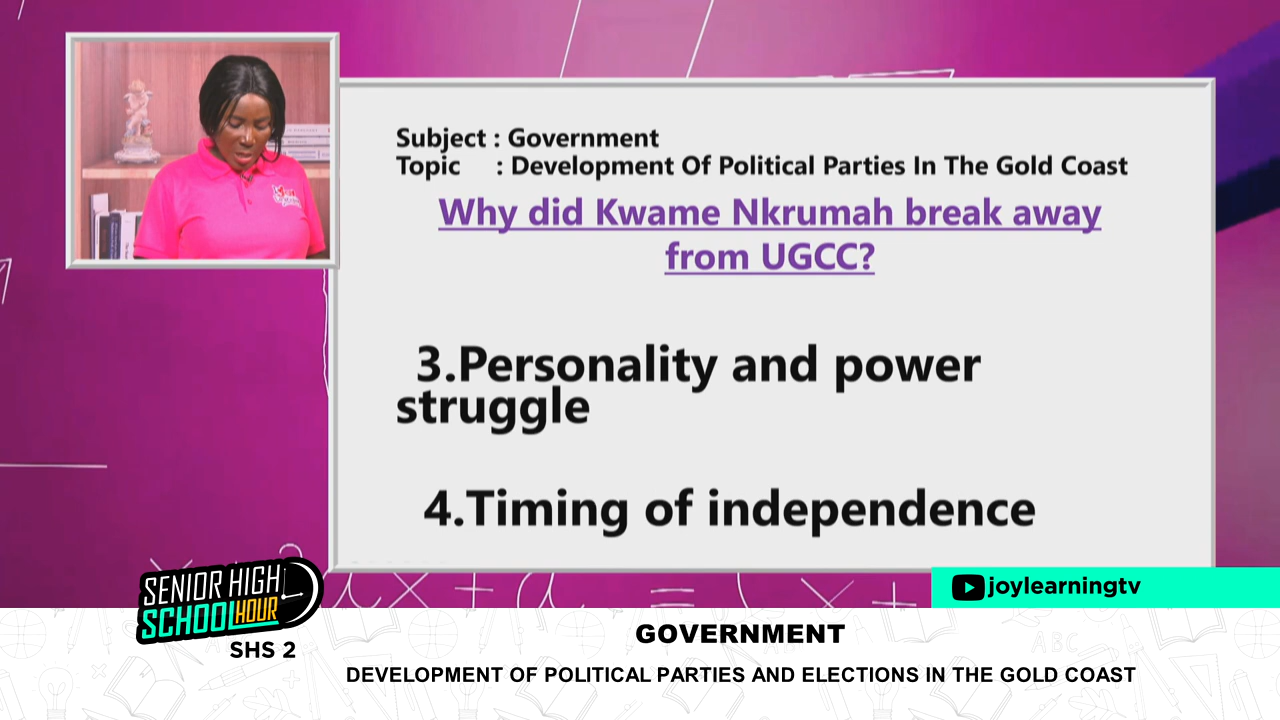 Subject : Government
Topic : Development Of Political Parties In The Gold Coast
Why did Kwame Nkrumah break away
from UGCC?
3.Personality and power
struggle
4.Timing of independence
joylearningtv
SENIOR HIGH
SCHOOL HOUR
SHS 2
GOVERNMENT
DEVELOPMENT OF POLITICAL PARTIES AND ELECTIONS IN THE GOLD COAST